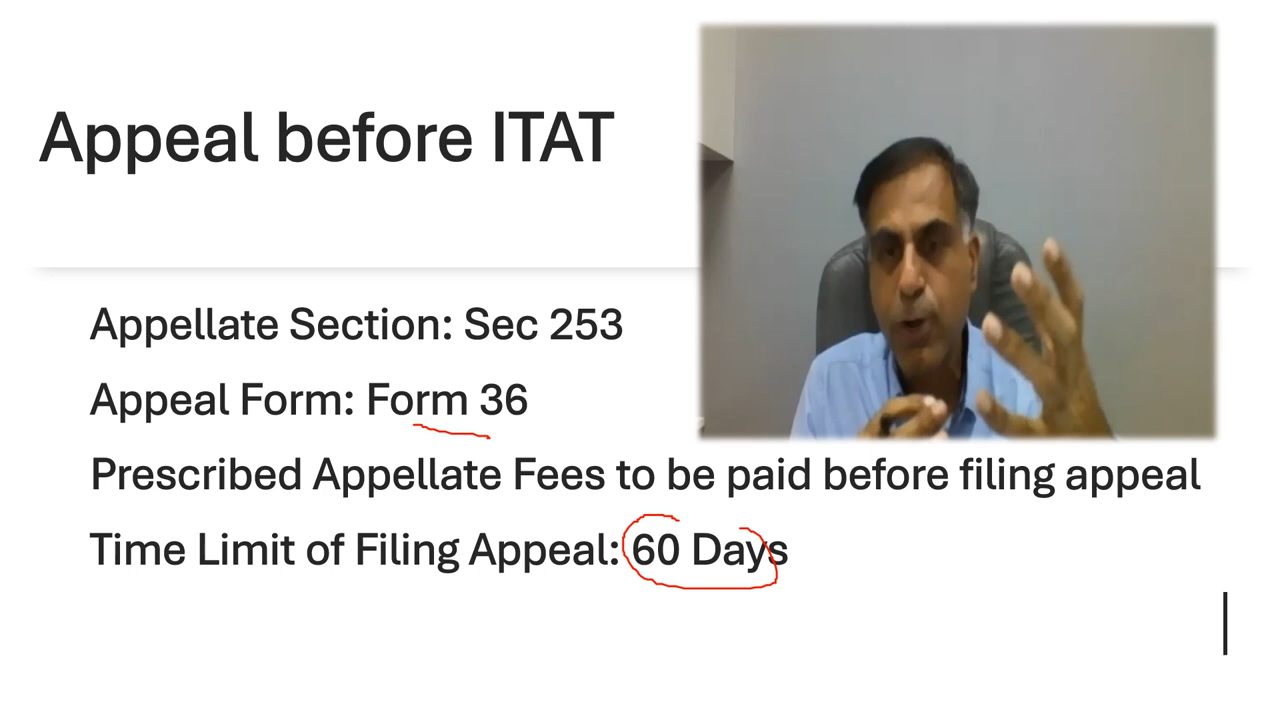 Appeal before ITAT
Appellate Section: Sec 253
Appeal Form: Form 36
Prescribed Appellate Fees to be paid before filing appeal
Time Limit of Filing Appeal: 60 Days